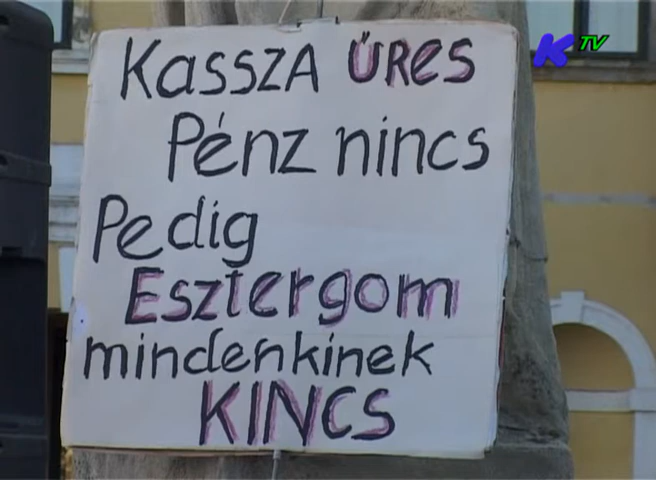 KASSZA ÜRES
Pénz nincs
Pedig
Esztergom
mindenkinek
KINCS
K TV